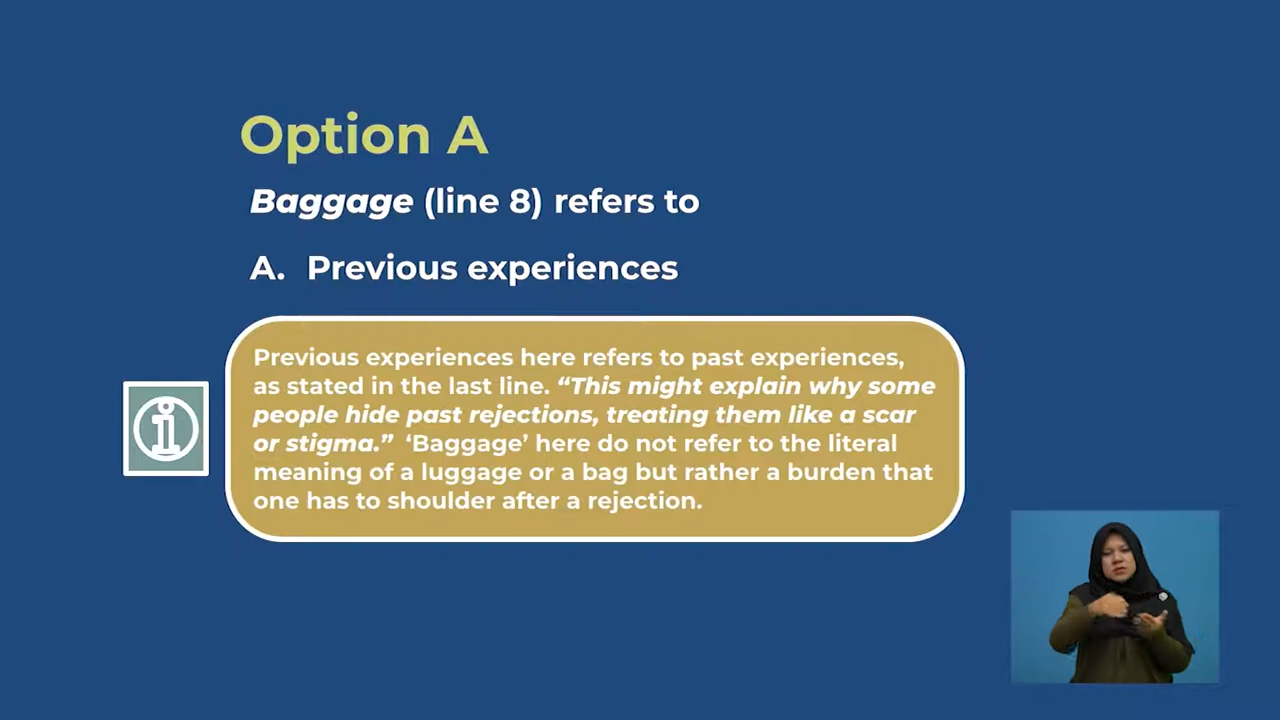 Option A
Baggage (line 8) refers to
A. Previous experiences
Previous experiences here refers to past experiences,
as stated in the last line. “This might explain why some
people hide past rejections, treating them like a scar
or stigma.” ‘Baggage’ here do not refer to the literal
meaning of a luggage or a bag but rather a burden that
one has to shoulder after a rejection.